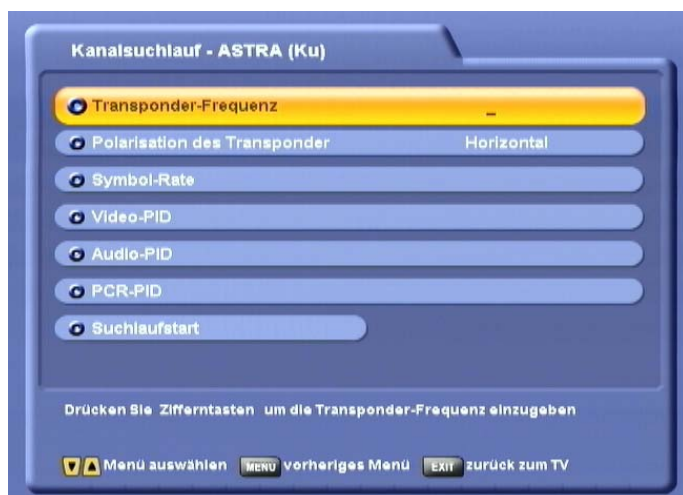 Kanalsuchlauf - ASTRA (Ku)
Transponder-Frequenz _
Polarisation des Transponder Horizontal
Symbol-Rate
Video-PID
Audio-PID
PCR-PID
Suchlaufstart
Drücken Sie Zifferntasten um die Transponder-Frequenz einzugeben
Menü auswählen MENU vorheriges Menü EXIT zurück zum TV